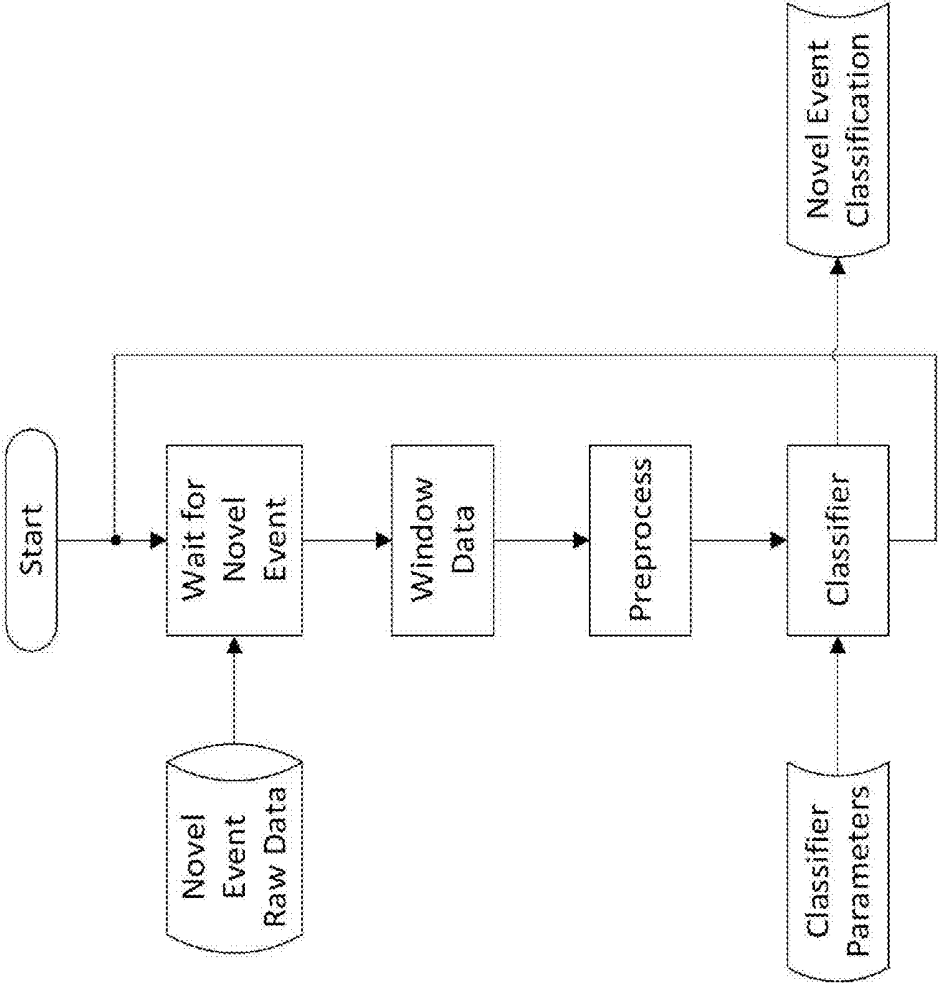 Start
Wait for
Novel
Event
Novel
Event
Raw Data
Window
Data
Preprocess
Classifier
Classifier
Parameters
Novel Event
Classification